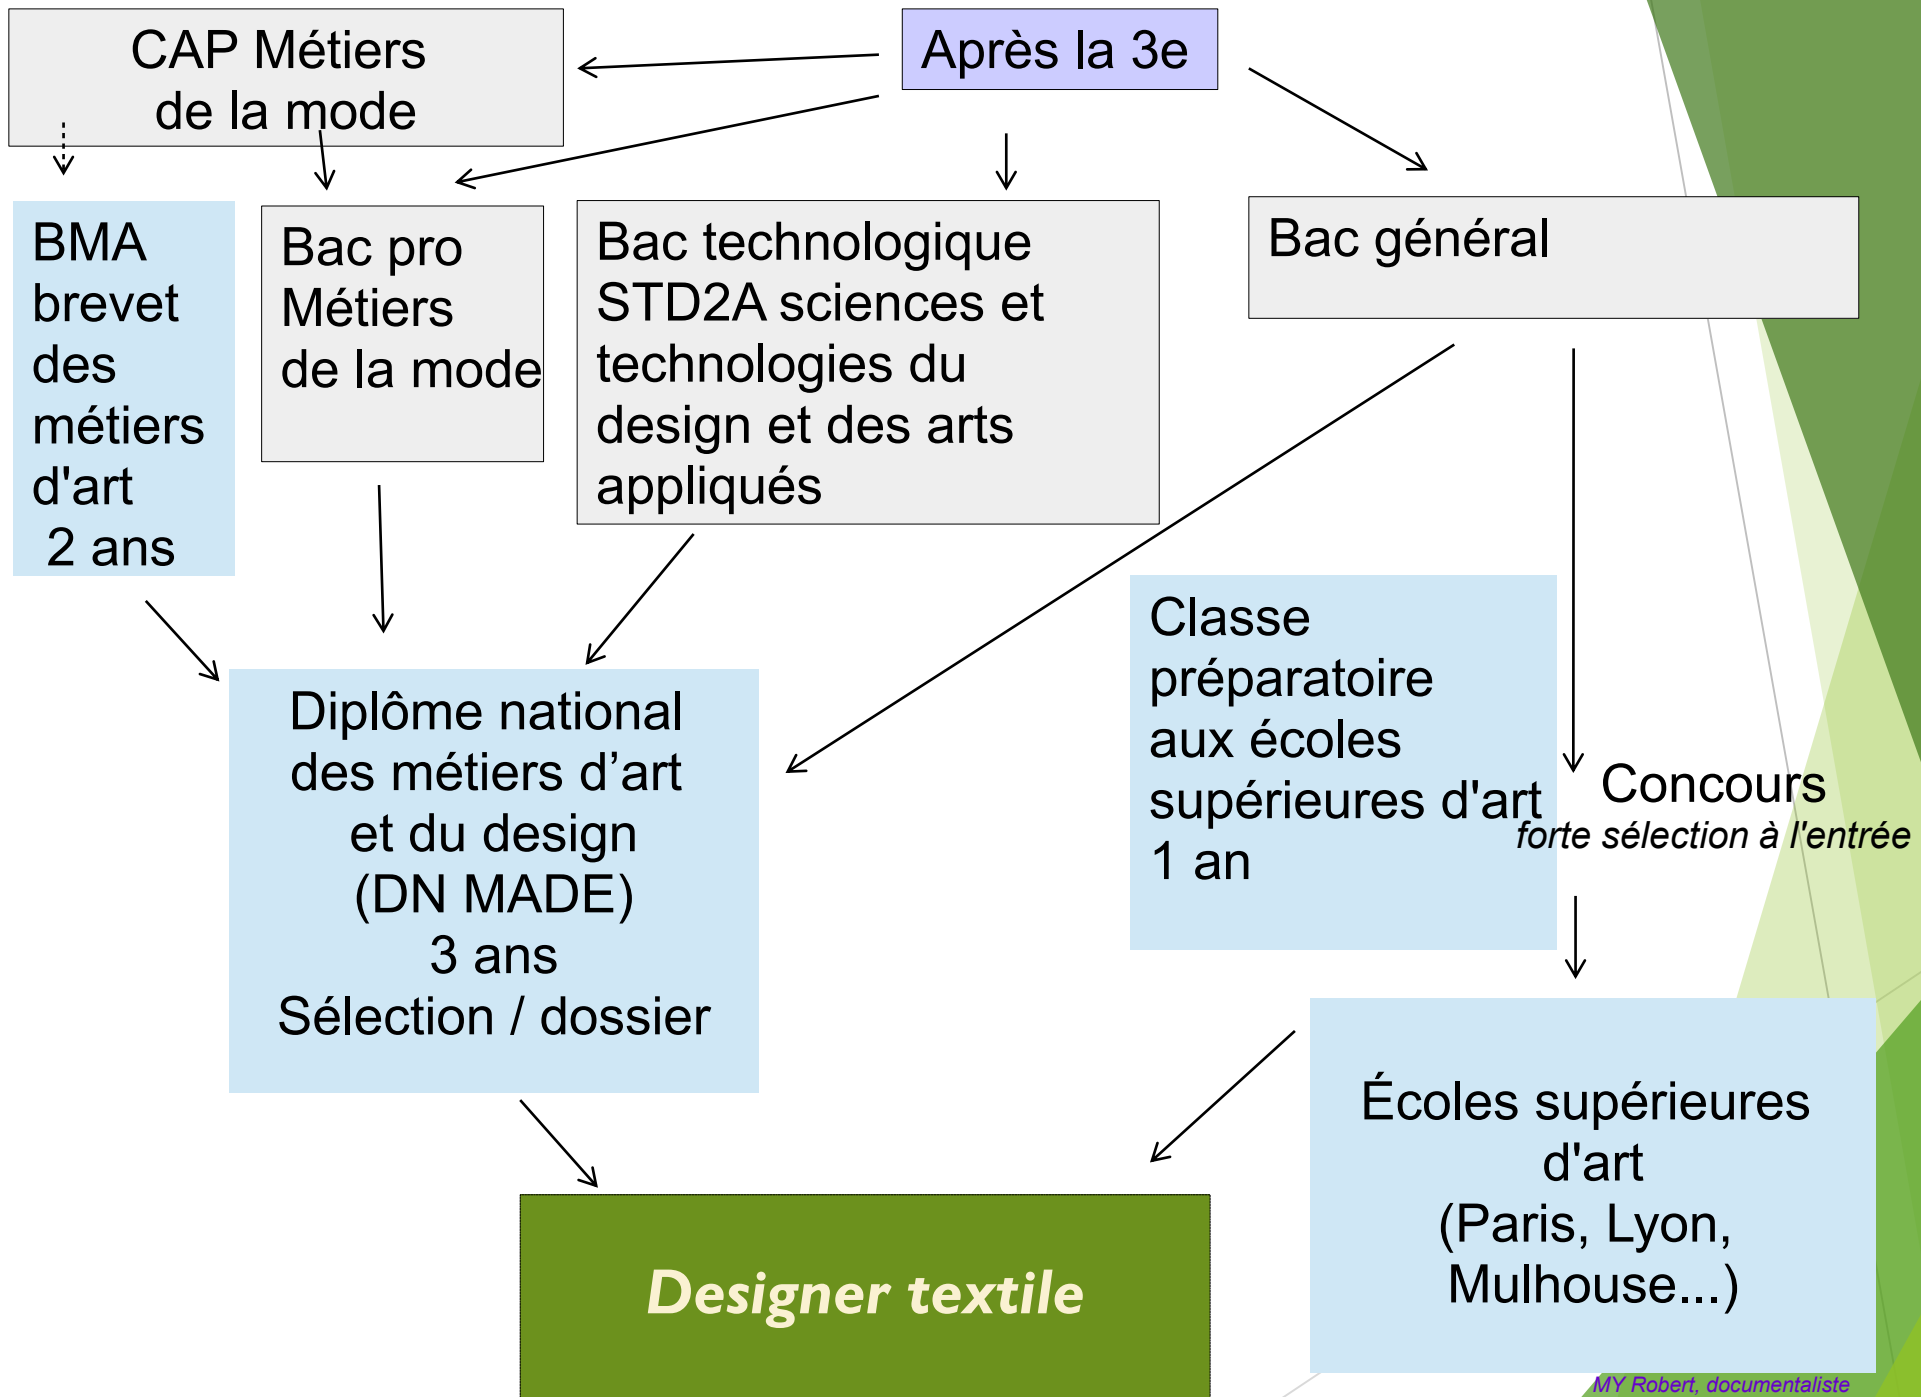 CAP Métiers
de la mode
Après la 3e
BMA
brevet
des
métiers
d'art
2 ans
Bac pro
Métiers
de la mode
Bac technologique
STD2A sciences et
technologies du
design et des arts
appliqués
Bac général
Diplôme national
des métiers d’art
et du design
(DN MADE)
3 ans
Sélection / dossier
Classe
préparatoire
aux écoles
supérieures d'art
1 an
Concours
forte sélection à l'entrée
Écoles supérieures
d'art
(Paris, Lyon,
Mulhouse...)
Designer textile
MY Robert, documentaliste